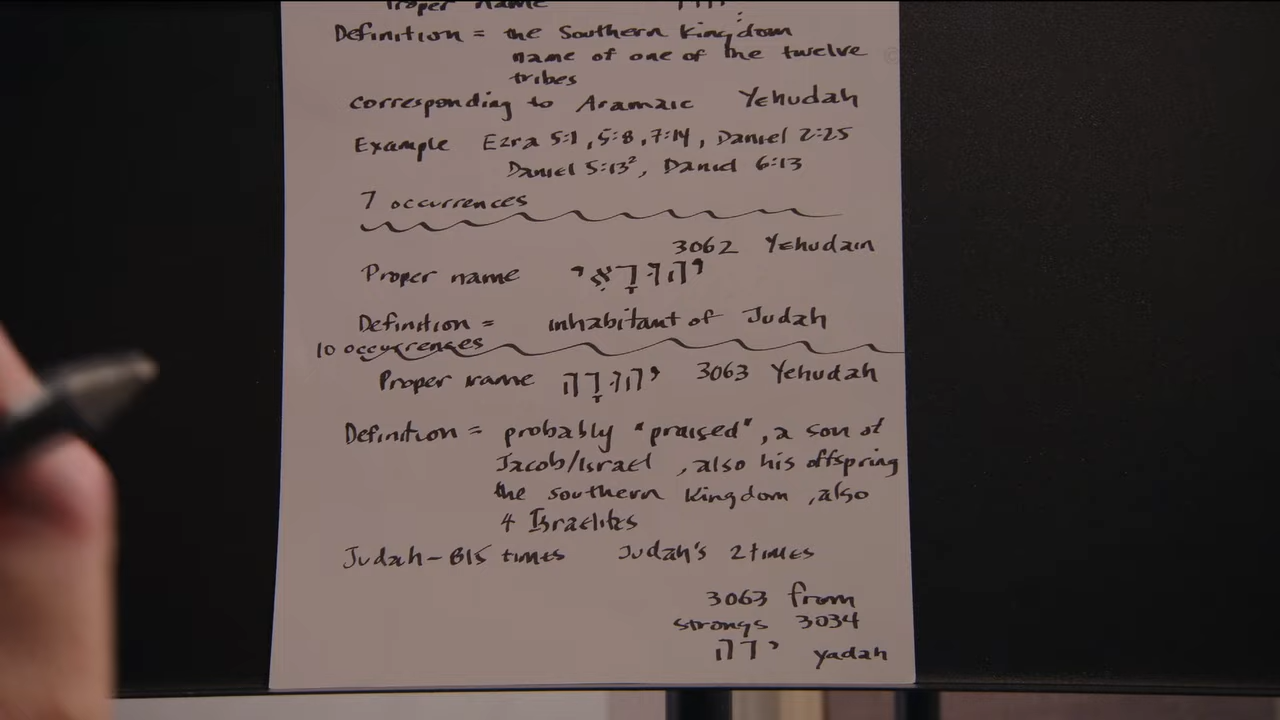 Proper name
Definition = the Southern Kingdom
name of one of the twelve
tribes
corresponding to Aramaic Yehudah
Example Ezra 5:1, 5:8, 7:14, Daniel 2:25
Daniel 5:13², Daniel 6:13
7 occurrences
3062 Yehudain
Proper name יהוּדָאִי
Definition = inhabitant of Judah
10 occurrences
Proper name יהוּדָה 3063 Yehudah
Definition = probably "praised", a son of
Jacob/Israel, also his offspring
the southern Kingdom, also
4 Israelites
Judah - 815 times Judah's 2 times
3063 from
strongs 3034
ידה yadah